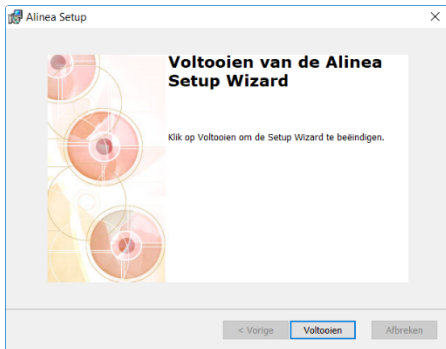 Alinea Setup
Voltooien van de Alinea
Setup Wizard
Klik op Voltooien om de Setup Wizard te beëindigen.
< Vorige Voltooien Afbreken